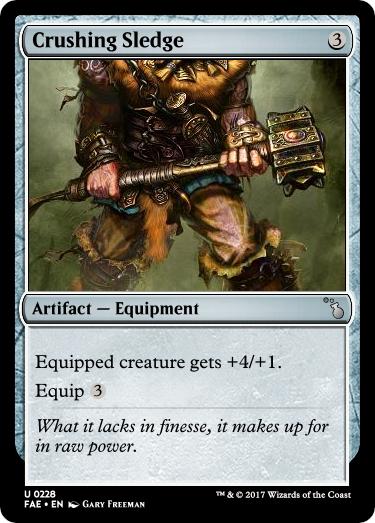 Crushing Sledge 3
Artifact — Equipment
Equipped creature gets +4/+1.
Equip 3
What it lacks in finesse, it makes up for
in raw power.
U 0228
FAE • EN Gary Freeman
™ & © 2017 Wizards of the Coast